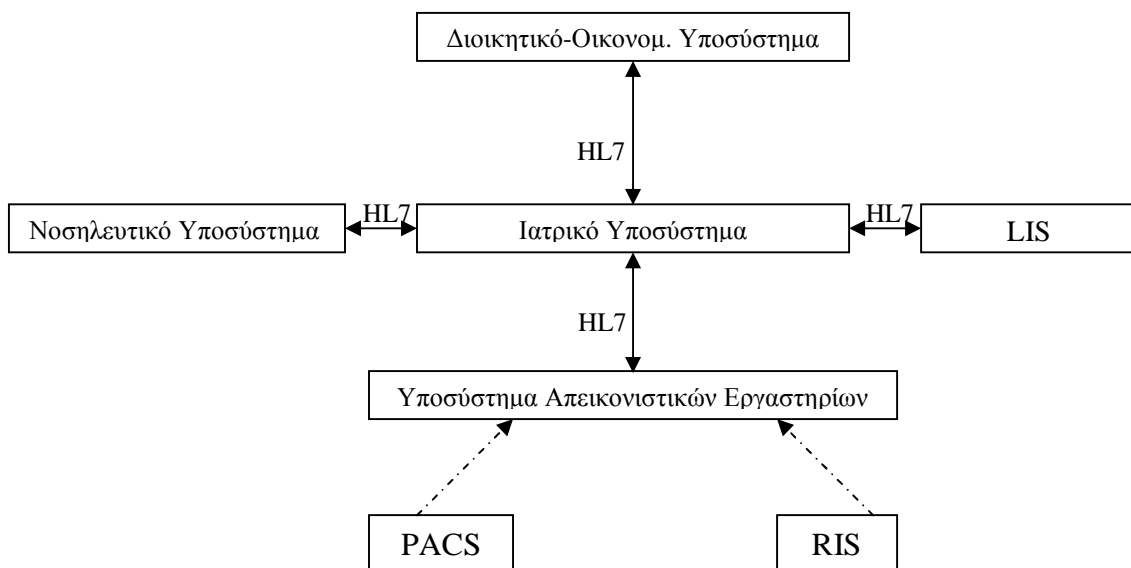 Διοικητικό-Οικονομ. Υποσύστημα
HL7
Νοσηλευτικό Υποσύστημα
HL7
Ιατρικό Υποσύστημα
HL7
LIS
HL7
Υποσύστημα Απεικονιστικών Εργαστηρίων
PACS
RIS